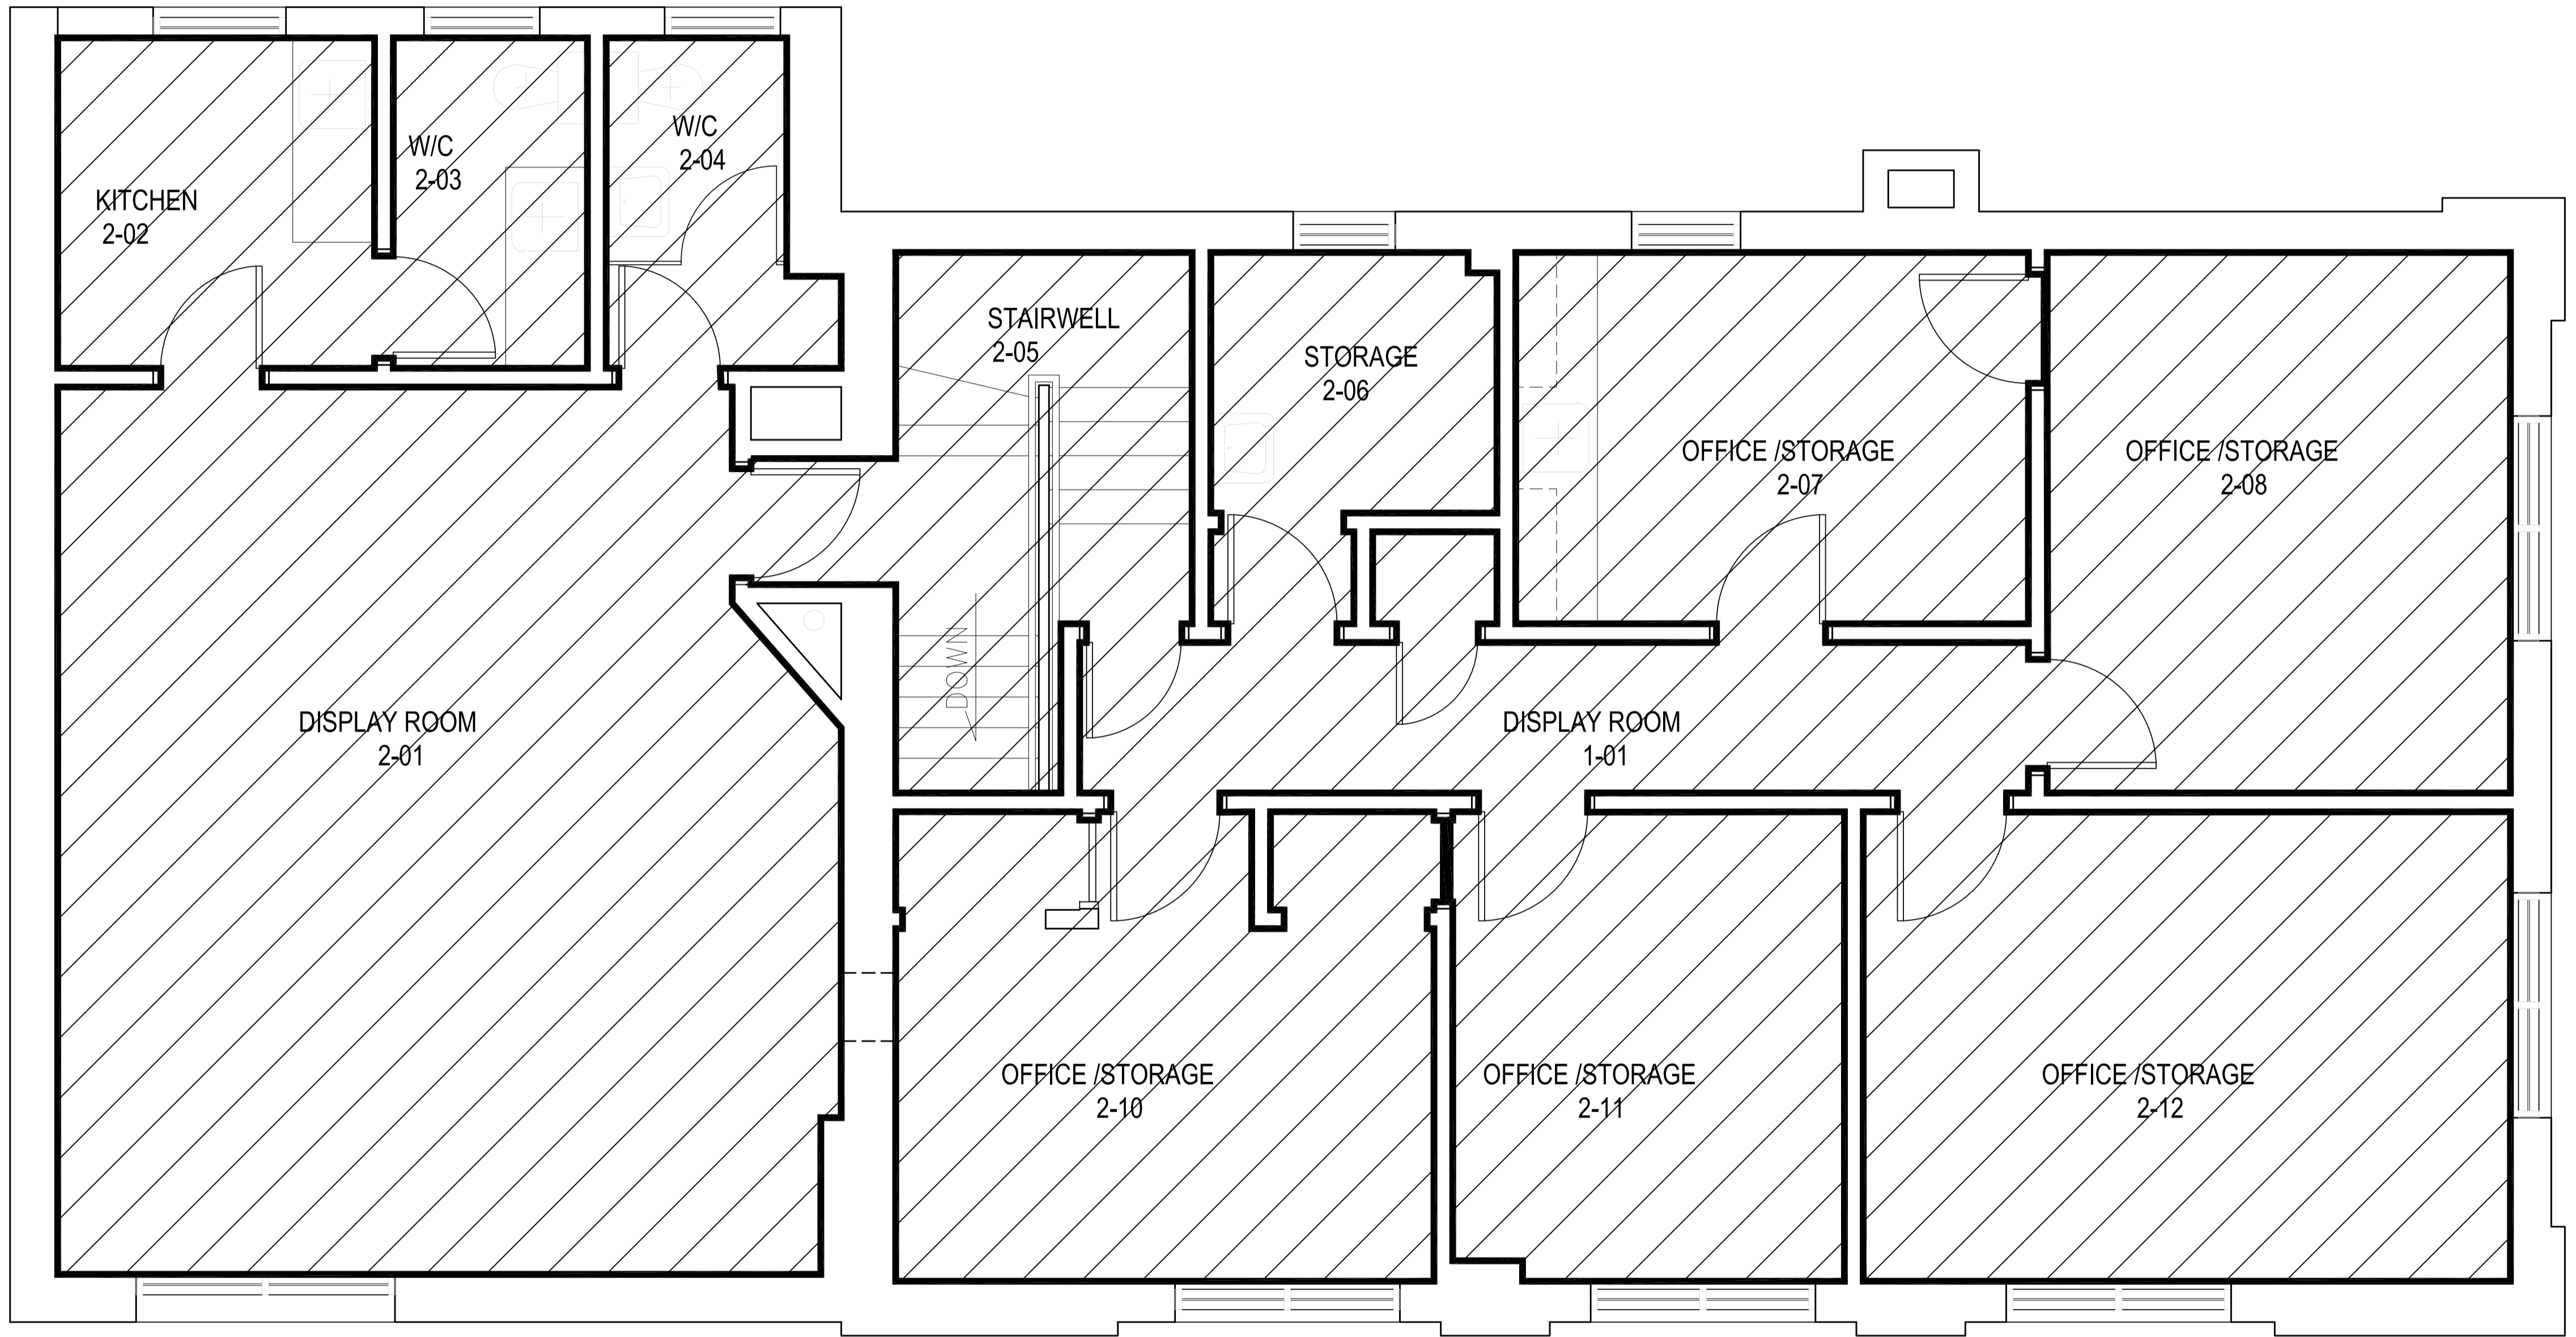 W/C
2-04
W/C
2-03
KITCHEN
2-02
STAIRWELL
2-05
STORAGE
2-06
OFFICE /STORAGE
2-07
OFFICE /STORAGE
2-08
DOWN
DISPLAY ROOM
2-01
DISPLAY ROOM
1-01
OFFICE /STORAGE
2-10
OFFICE /STORAGE
2-11
OFFICE /STORAGE
2-12